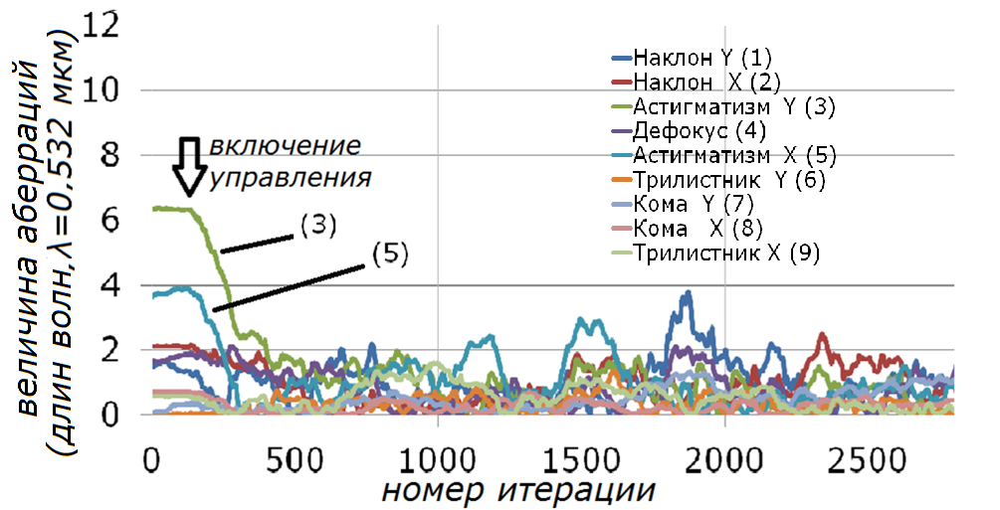 величина аберраций
(длин волн,λ=0.532 мкм)
12
10
8
6
4
2
0
включение
управления
(3)
(5)
Наклон Y (1)
Наклон X (2)
Астигматизм Y (3)
Дефокус (4)
Астигматизм X (5)
Трилистник Y (6)
Кома Y (7)
Кома X (8)
Трилистник X (9)
0 500 1000 1500 2000 2500
номер итерации